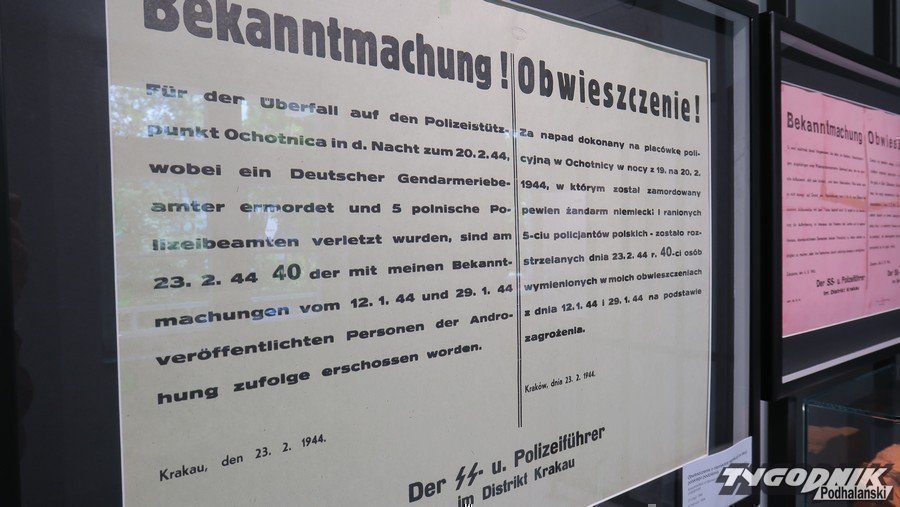 Bekanntmachung!
Für den Überfall auf den Polizeistütz-
punkt Ochotnica in d. Nacht zum 20.2.44,
wobei ein Deutscher Gendarmeriebe-
amter ermordet und 5 polnische Po-
lizeibeamten verletzt wurden, sind am
23. 2. 44 40 der mit meinen Bekannt-
machungen vom 12. 1. 44 und 29. 1. 44
veröffentlichten Personen der Andro-
hung zufolge erschossen worden.
Krakau, den 23. 2. 1944.
Obwieszczenie!
Za napad dokonany na placówkę poli-
cyjną w Ochotnicy w nocy z 19. na 20. 2.
1944, w którym został zamordowany
pewien żandarm niemiecki i ranionych
5-ciu policjantów polskich - zostało roz-
strzelanych dnia 23. 2. 44 r. 40-ci osób
wymienionych w moich obwieszczeniach
z dnia 12. 1. 44 i 29. 1. 44 na podstawie
zagrożenia.
Kraków, dnia 23. 2. 1944.
Der SS- u. Polizeiführer
im Distrikt Krakau
Bekanntmachung
Obwies
Der SS- u. Polizeiführer
im Distrikt Krakau
TYGODNIK
Podhalański